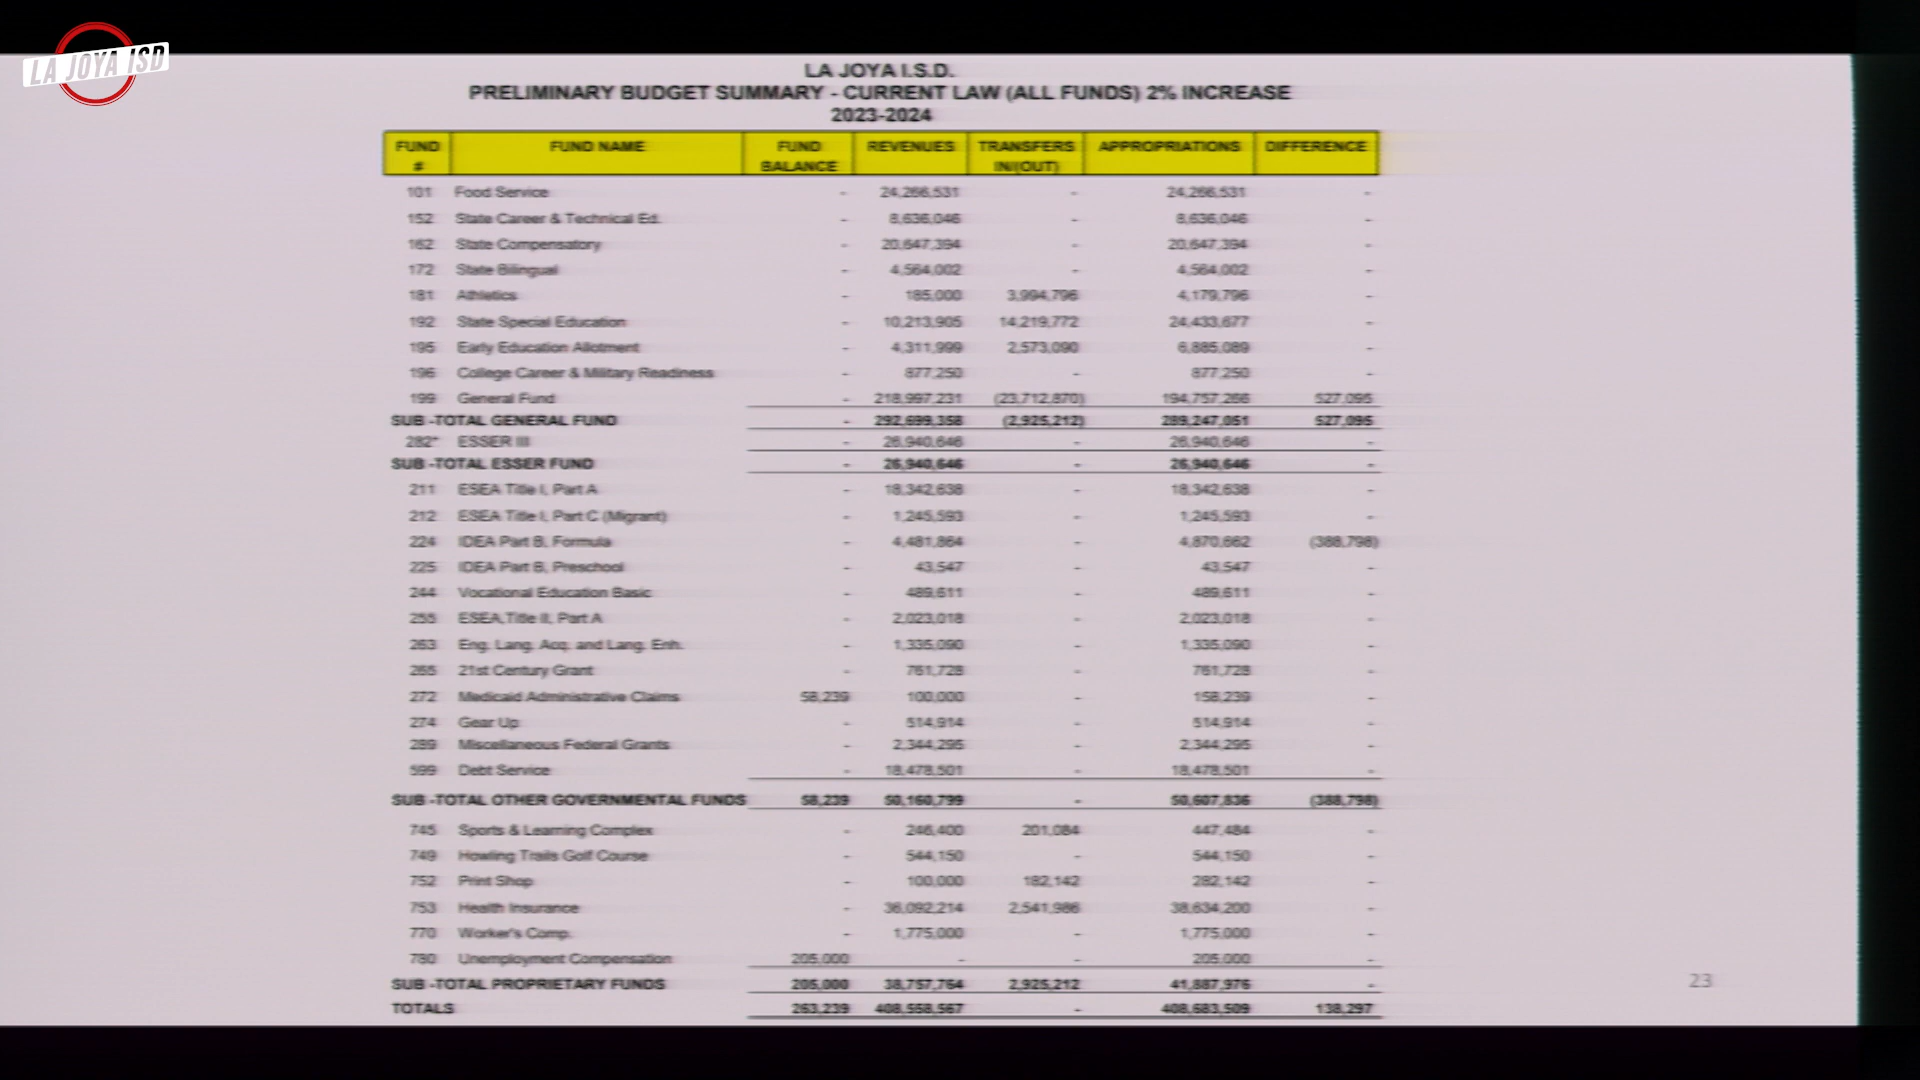 LA JOYA ISD
LA JOYA I.S.D.
PRELIMINARY BUDGET SUMMARY - CURRENT LAW (ALL FUNDS) 2% INCREASE
2023-2024
FUND # FUND NAME FUND BALANCE REVENUES TRANSFERS IN/(OUT) APPROPRIATIONS DIFFERENCE
101 Food Service - 24,266,531 - 24,266,531 -
152 State Career & Technical Ed. - 8,636,046 - 8,636,046 -
162 State Compensatory - 20,647,394 - 20,647,394 -
172 State Bilingual - 4,564,002 - 4,564,002 -
181 Athletics - 185,000 3,994,796 4,179,796 -
192 State Special Education - 10,213,905 14,219,772 24,433,677 -
195 Early Education Allotment - 4,311,999 2,573,090 6,885,089 -
196 College Career & Military Readiness - 877,250 - 877,250 -
199 General Fund - 218,997,231 (23,712,870) 194,757,266 527,095
SUB -TOTAL GENERAL FUND - 292,699,358 (2,925,212) 289,247,051 527,095
282* ESSER III - 26,940,646 - 26,940,646 -
SUB -TOTAL ESSER FUND - 26,940,646 - 26,940,646 -
211 ESEA Title I, Part A - 18,342,638 - 18,342,638 -
212 ESEA Title I, Part C (Migrant) - 1,245,593 - 1,245,593 -
224 IDEA Part B, Formula - 4,481,864 - 4,870,662 (388,798)
225 IDEA Part B, Preschool - 43,547 - 43,547 -
244 Vocational Education Basic - 489,611 - 489,611 -
255 ESEA,Title II, Part A - 2,023,018 - 2,023,018 -
263 Eng. Lang. Acq. and Lang. Enh. - 1,335,090 - 1,335,090 -
265 21st Century Grant - 761,728 - 761,728 -
272 Medicaid Administrative Claims 58,239 100,000 - 158,239 -
274 Gear Up - 514,914 - 514,914 -
289 Miscellaneous Federal Grants - 2,344,295 - 2,344,295 -
599 Debt Service - 18,478,501 - 18,478,501 -
SUB -TOTAL OTHER GOVERNMENTAL FUNDS 58,239 50,160,799 - 50,607,836 (388,798)
745 Sports & Learning Complex - 246,400 201,084 447,484 -
749 Howling Trails Golf Course - 544,150 - 544,150 -
752 Print Shop - 100,000 182,142 282,142 -
753 Health Insurance - 36,092,214 2,541,986 38,634,200 -
770 Worker's Comp. - 1,775,000 - 1,775,000 -
780 Unemployment Compensation 205,000 - - 205,000 -
SUB -TOTAL PROPRIETARY FUNDS 205,000 38,757,764 2,925,212 41,887,976 -
TOTALS 263,239 408,558,567 - 408,683,509 138,297
23